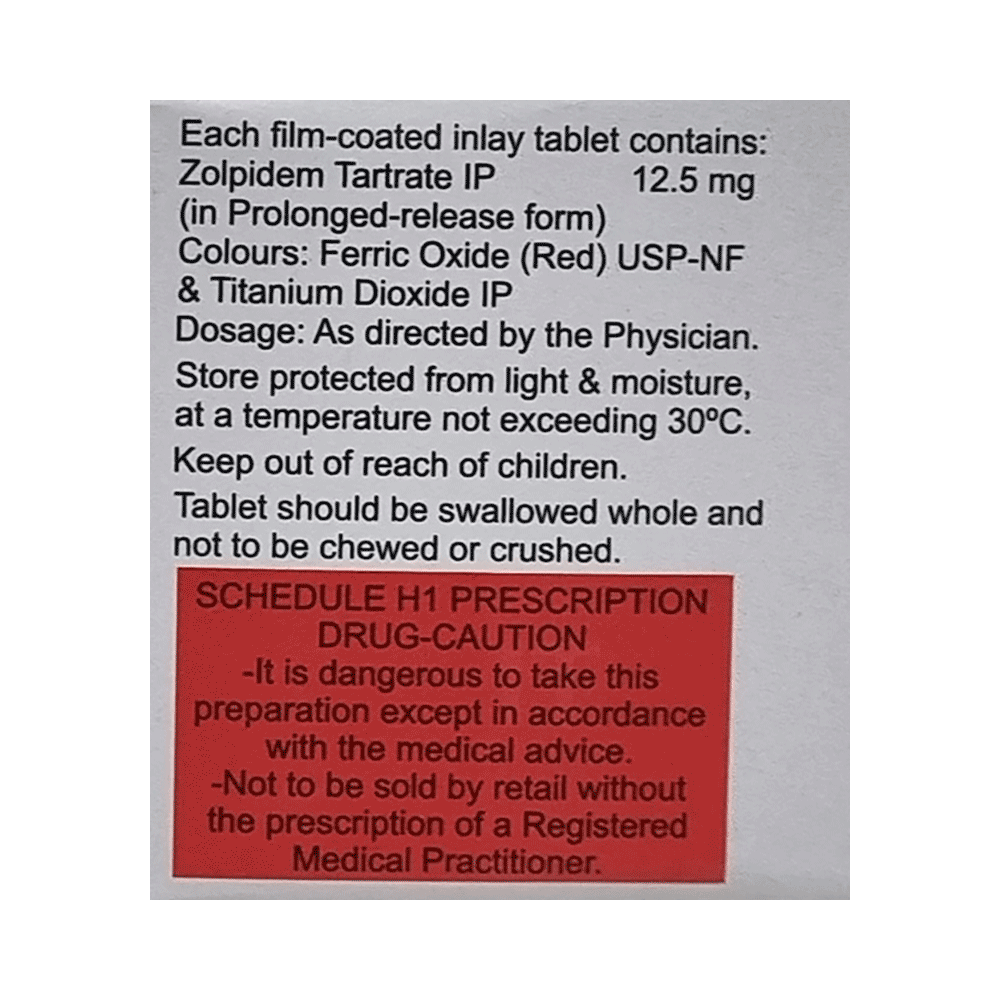 Each film-coated inlay tablet contains:
Zolpidem Tartrate IP 12.5 mg
(in Prolonged-release form)
Colours: Ferric Oxide (Red) USP-NF
& Titanium Dioxide IP
Dosage: As directed by the Physician.
Store protected from light & moisture,
at a temperature not exceeding 30ºC.
Keep out of reach of children.
Tablet should be swallowed whole and
not to be chewed or crushed.
SCHEDULE H1 PRESCRIPTION
DRUG-CAUTION
-It is dangerous to take this
preparation except in accordance
with the medical advice.
-Not to be sold by retail without
the prescription of a Registered
Medical Practitioner.